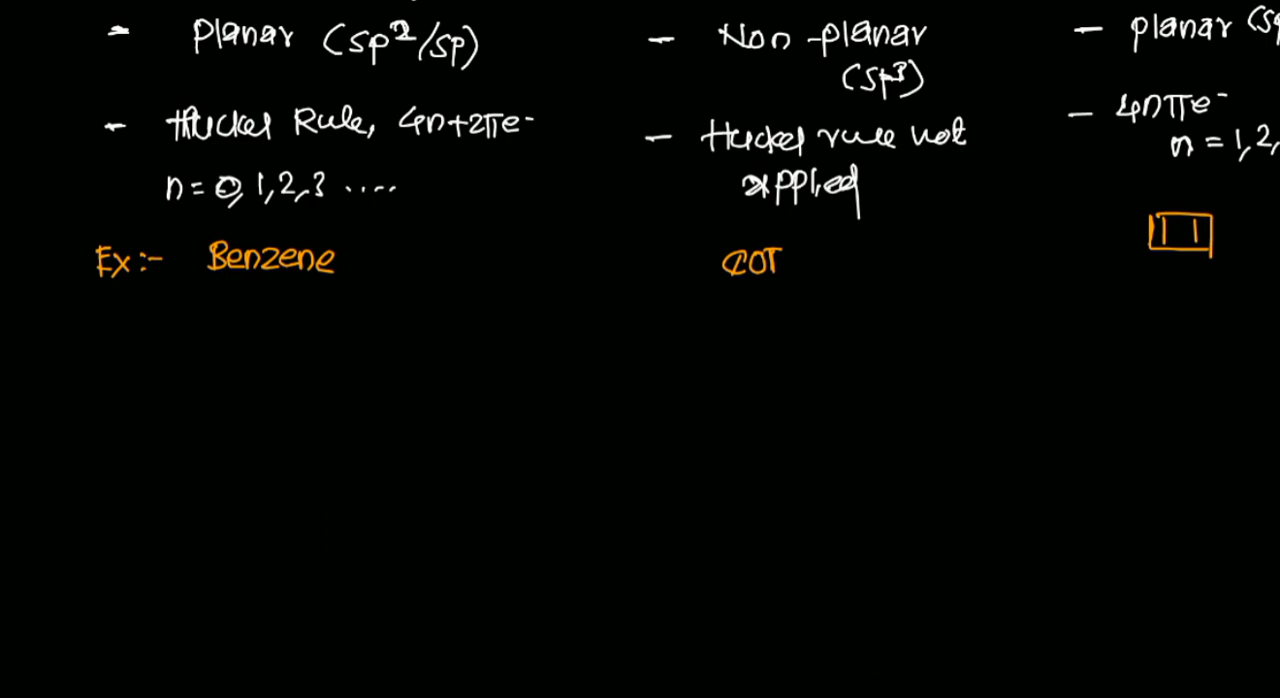 - Planar (sp²/sp)
- Huckel Rule, 4n+2πe-
n = 0, 1, 2, 3 .....
Ex :- Benzene
- Non-planar
(sp³)
- Huckel rule not
applied
COT
- planar (sp
- 4nπe-
n = 1, 2,